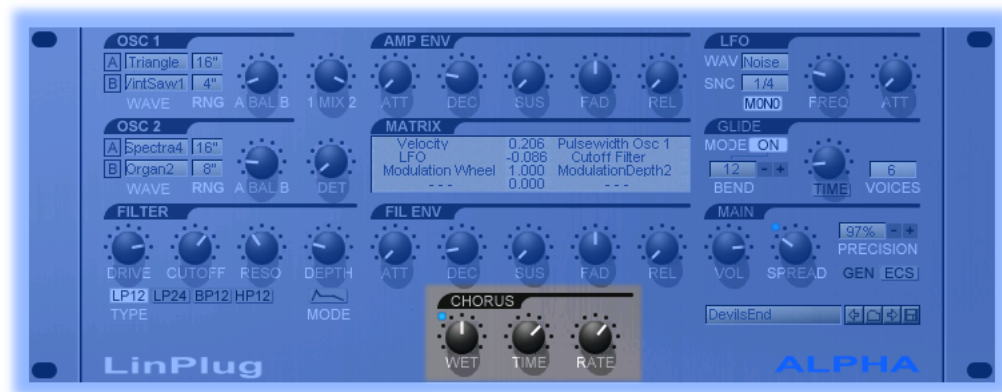 OSC 1
A Triangle 16"
B VintSaw1 4"
WAVE RNG A BAL B 1 MIX 2
AMP ENV
ATT DEC SUS FAD REL
LFO
WAV Noise
SNC 1/4
MONO FREQ ATT
OSC 2
A Spectra4 16"
B Organ2 8"
WAVE RNG A BAL B DET
MATRIX
Velocity 0.206 Pulsewidth Osc 1
LFO -0.086 Cutoff Filter
Modulation Wheel 1.000 ModulationDepth2
--- 0.000 ---
GLIDE
MODE ON
12 - + 6
BEND TIME VOICES
FILTER
DRIVE CUTOFF RESO DEPTH
LP12 LP24 BP12 HP12
TYPE MODE
FIL ENV
ATT DEC SUS FAD REL
MAIN
97% - +
PRECISION
VOL SPREAD GEN ECS
CHORUS
WET TIME RATE
DevilsEnd
LinPlug ALPHA